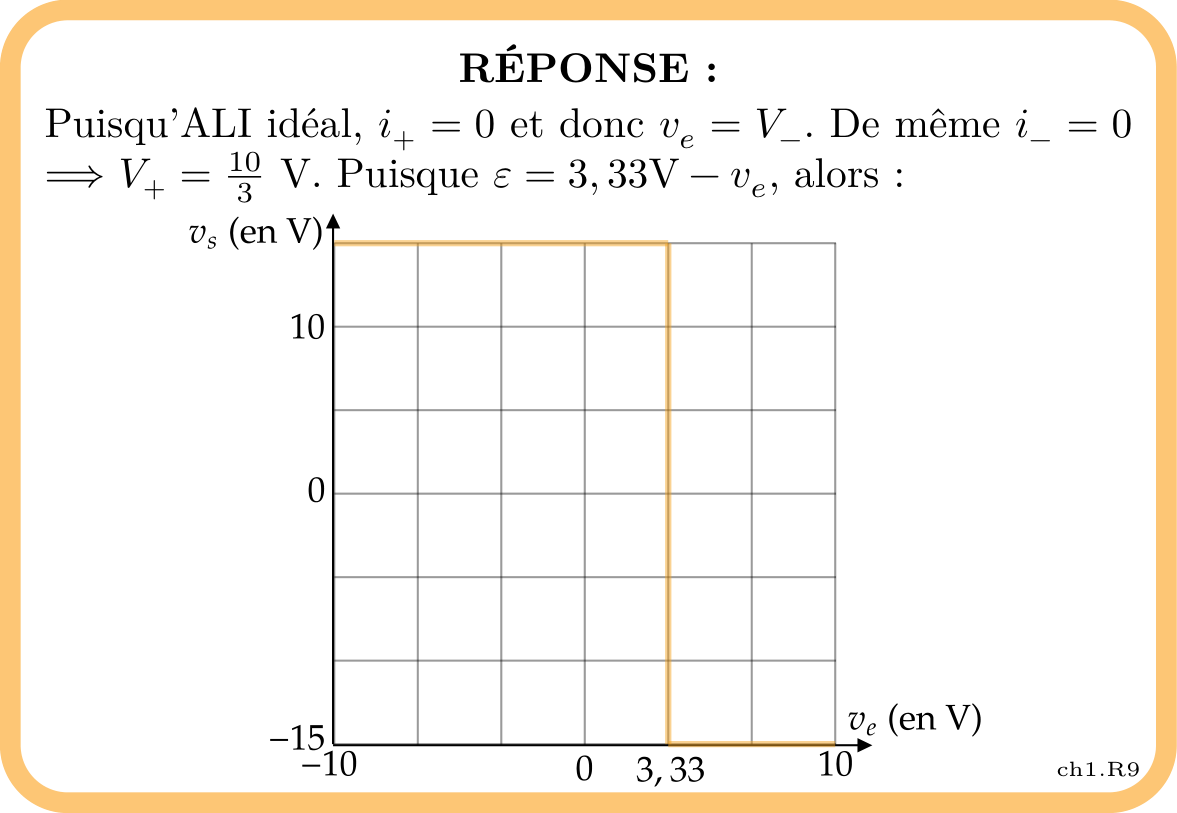 RÉPONSE :
Puisqu'ALI idéal, $i_+ = 0$ et donc $v_e = V_-$. De même $i_- = 0$
$\Longrightarrow V_+ = \frac{10}{3}$ V. Puisque $\varepsilon = 3,33\text{V} - v_e$, alors :
$v_s$ (en V)
10
0
–15
$v_e$ (en V)
–10 0 3,33 10
ch1.R9